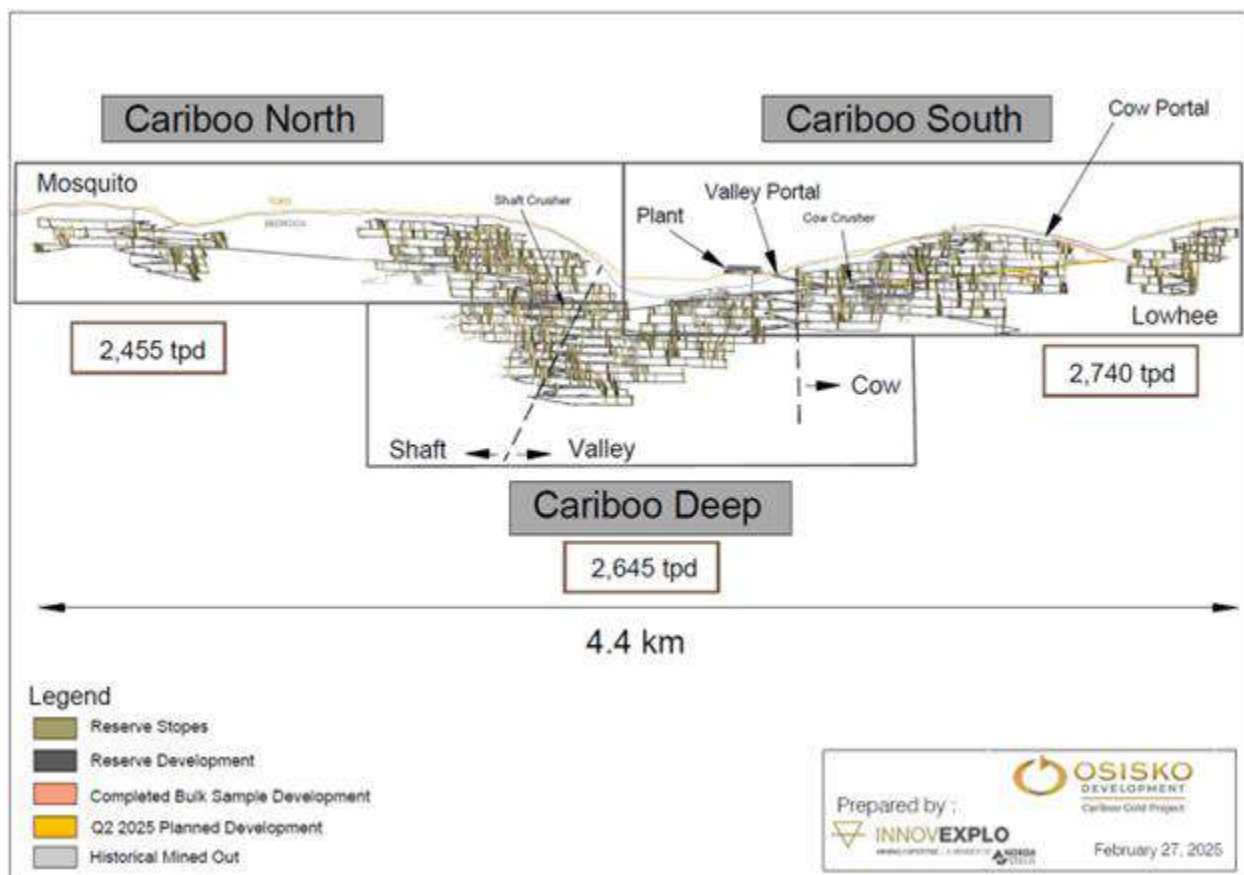 Cariboo North
Cariboo South
Cow Portal
Mosquito
TOPO
BEDROCK
Shaft Crusher
Valley Portal
Plant
Cow Crusher
Lowhee
2,455 tpd
2,740 tpd
Cow
Shaft
Valley
Cariboo Deep
2,645 tpd
4.4 km
Legend
Reserve Stopes
Reserve Development
Completed Bulk Sample Development
Q2 2025 Planned Development
Historical Mined Out
OSISKO
DEVELOPMENT
Cariboo Gold Project
Prepared by :
INNOVEXPLO
February 27, 2025